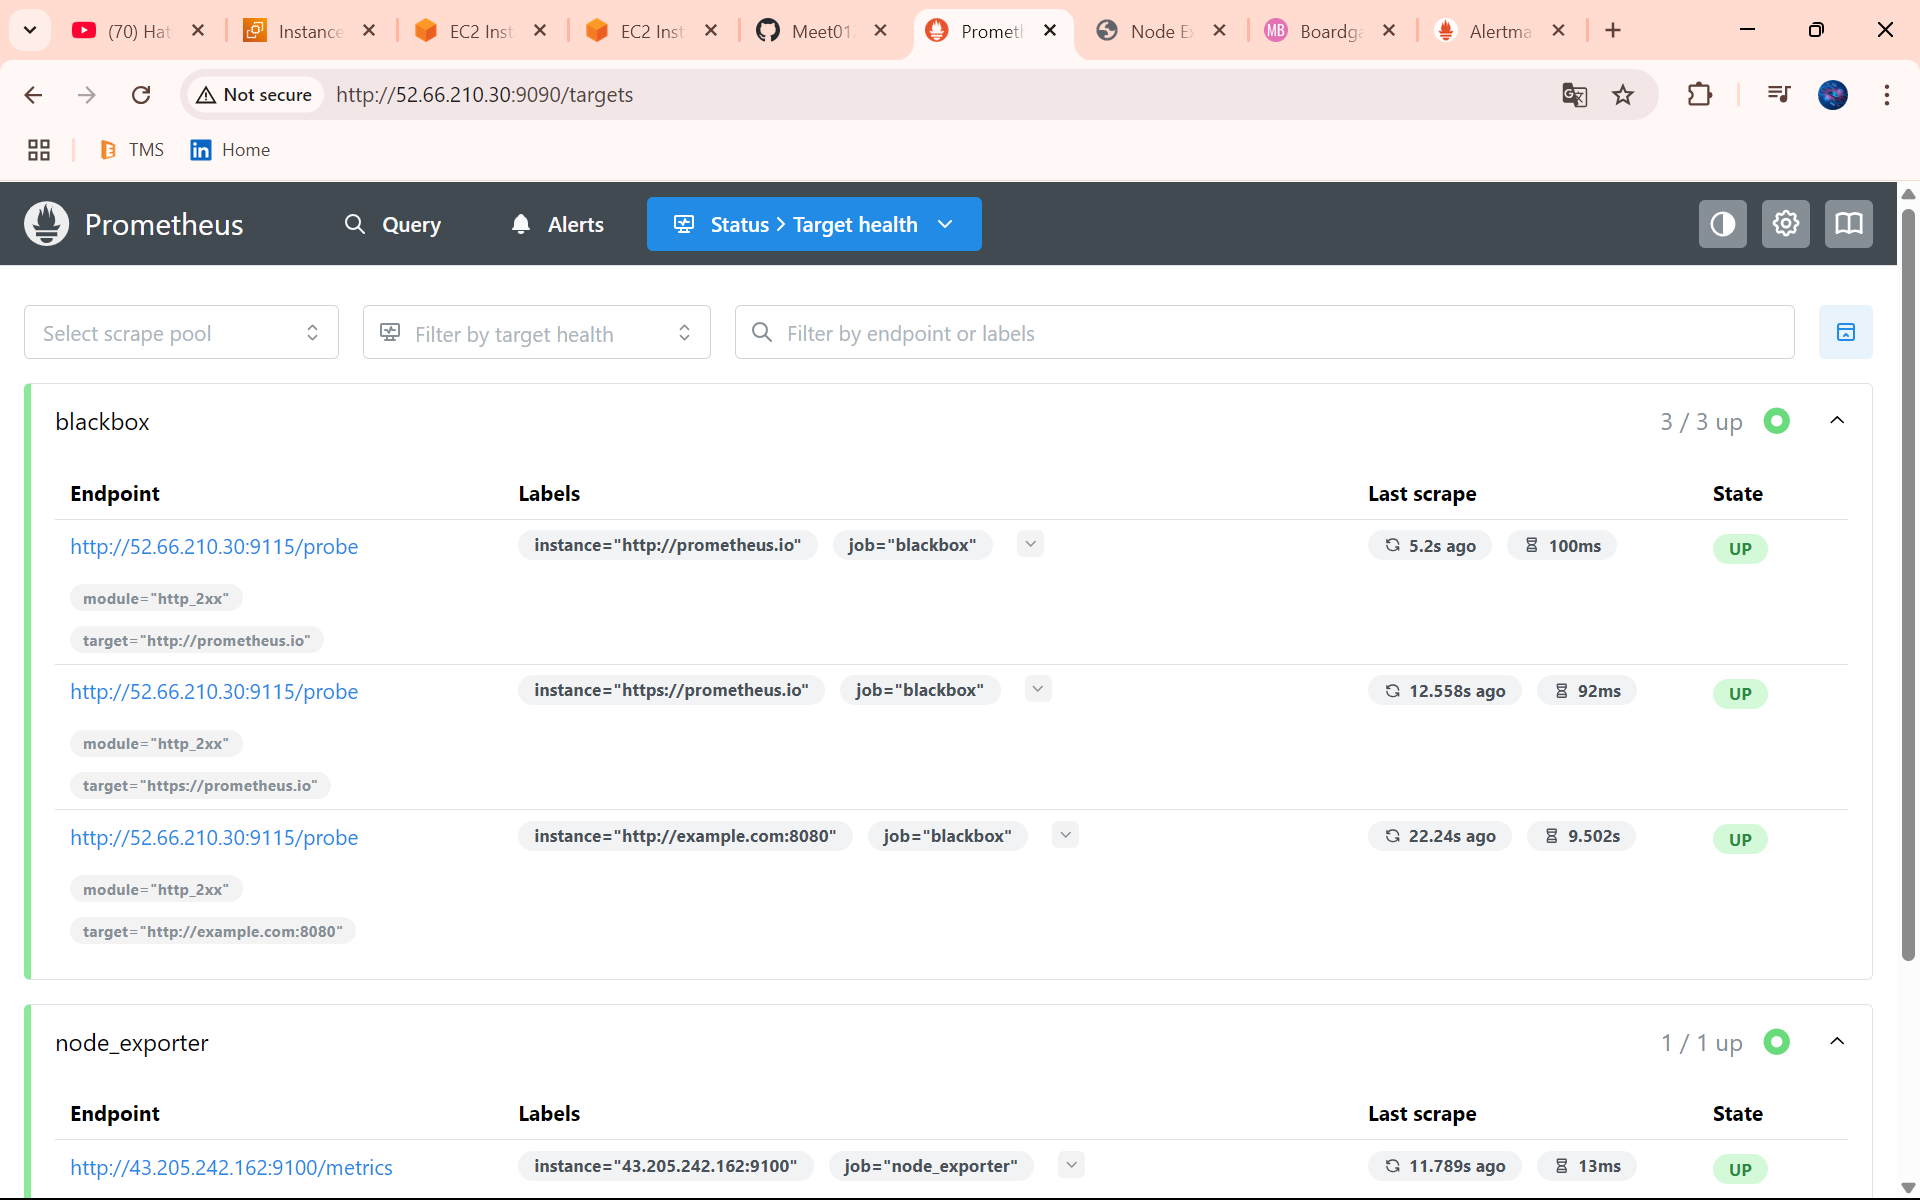 (70) Hat
Instance
EC2 Inst
EC2 Inst
Meet01
Prometh
Node Ex
MB
Boardga
Alertma
Not secure
http://52.66.210.30:9090/targets
TMS
in
Home
Prometheus
Query
Alerts
Status > Target health
Select scrape pool
Filter by target health
Filter by endpoint or labels
blackbox
3 / 3 up
Endpoint Labels Last scrape State
http://52.66.210.30:9115/probe instance="http://prometheus.io" job="blackbox" 5.2s ago 100ms UP
module="http_2xx"
target="http://prometheus.io"
http://52.66.210.30:9115/probe instance="https://prometheus.io" job="blackbox" 12.558s ago 92ms UP
module="http_2xx"
target="https://prometheus.io"
http://52.66.210.30:9115/probe instance="http://example.com:8080" job="blackbox" 22.24s ago 9.502s UP
module="http_2xx"
target="http://example.com:8080"
node_exporter
1 / 1 up
Endpoint Labels Last scrape State
http://43.205.242.162:9100/metrics instance="43.205.242.162:9100" job="node_exporter" 11.789s ago 13ms UP